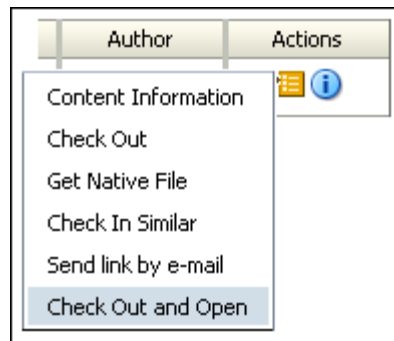 Author Actions
Content Information
Check Out
Get Native File
Check In Similar
Send link by e-mail
Check Out and Open